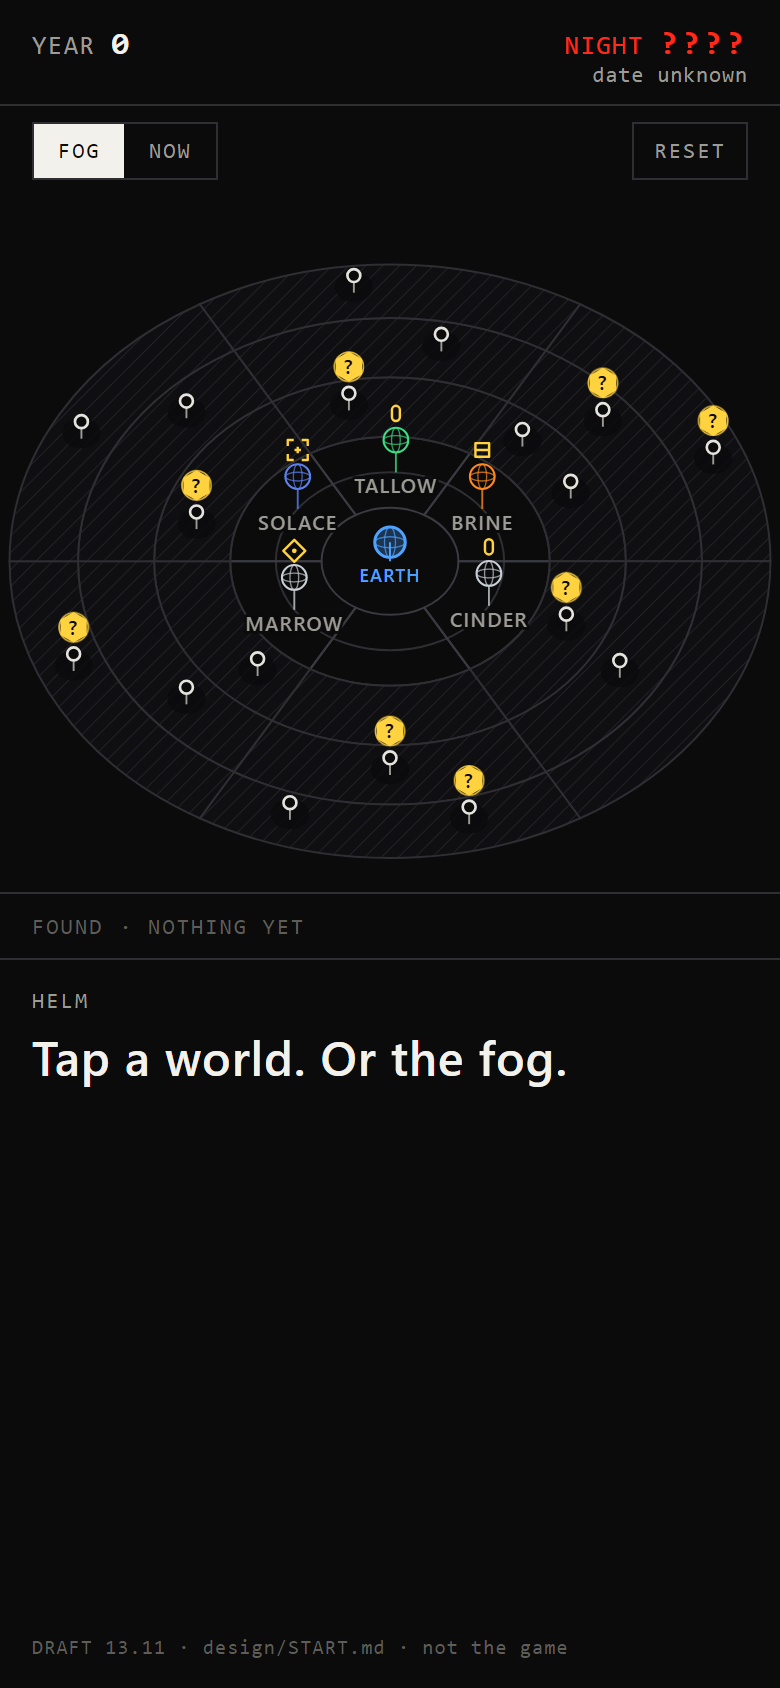 YEAR 0
NIGHT ????
date unknown
FOG NOW RESET
?
?
?
TALLOW
?
SOLACE
BRINE
EARTH
?
MARROW
CINDER
?
?
?
FOUND · NOTHING YET
HELM
Tap a world. Or the fog.
DRAFT 13.11 · design/START.md · not the game